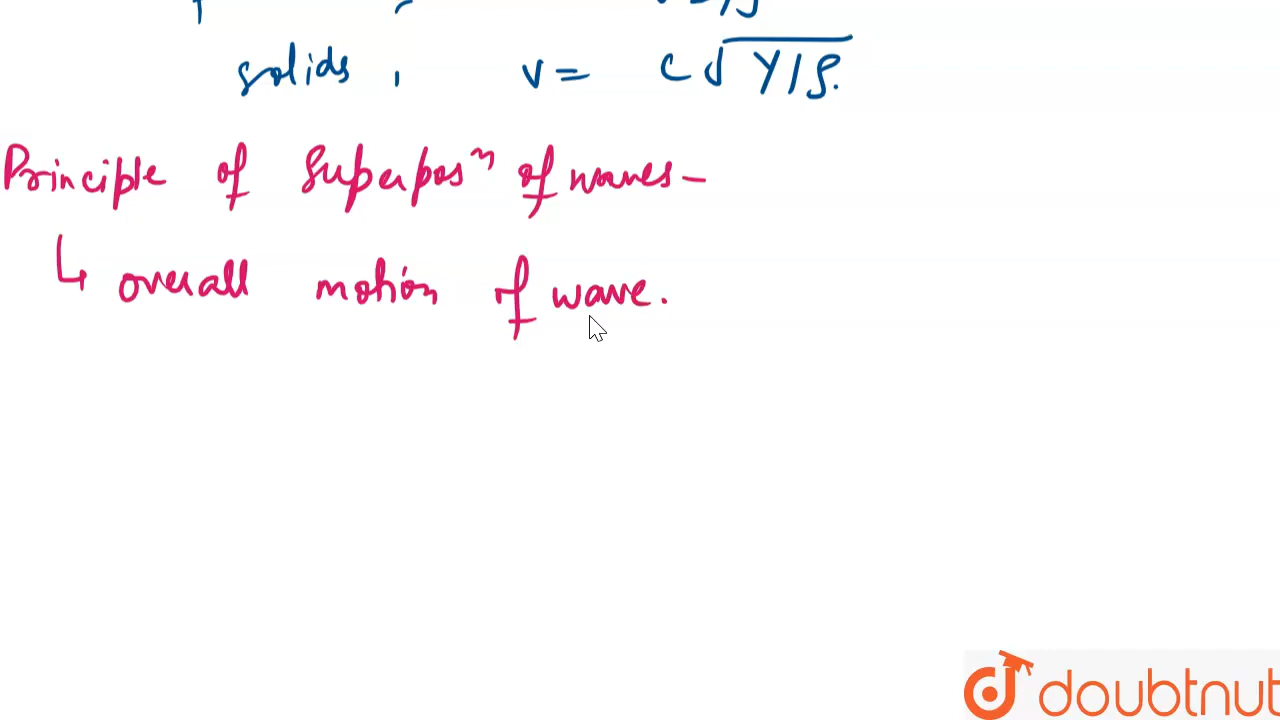 solids, v = c√Y/ρ.
Principle of Superposⁿ of waves –
↳ overall motion of wave.
doubtnut